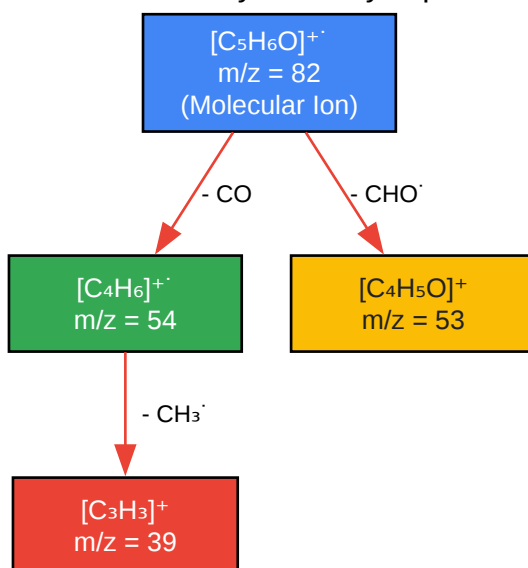 [C₅H₆O]⁺˙
m/z = 82
(Molecular Ion)
- CO
- CHO˙
[C₄H₆]⁺˙
m/z = 54
[C₄H₅O]⁺
m/z = 53
- CH₃˙
[C₃H₃]⁺
m/z = 39